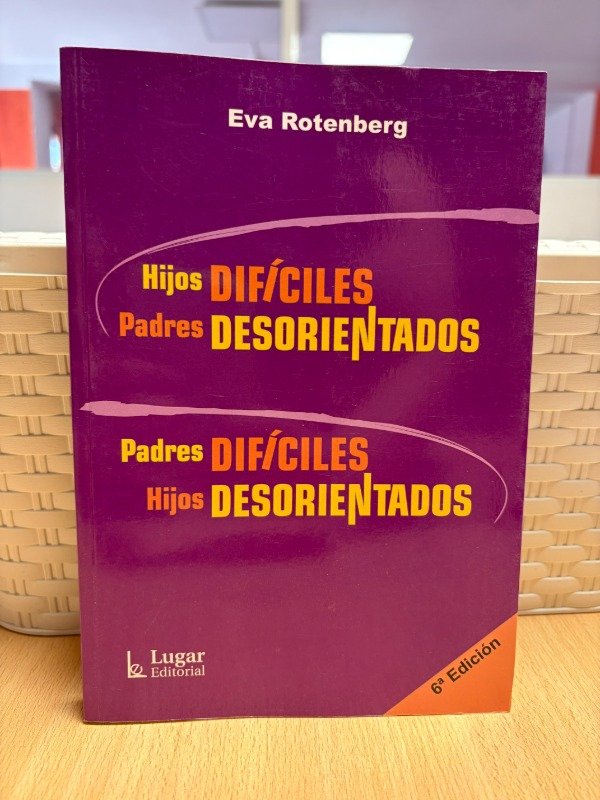 Eva Rotenberg
Hijos DIFÍCILES
Padres DESORIENTADOS
Padres DIFÍCILES
Hijos DESORIENTADOS
Lugar
Editorial
6ª Edición